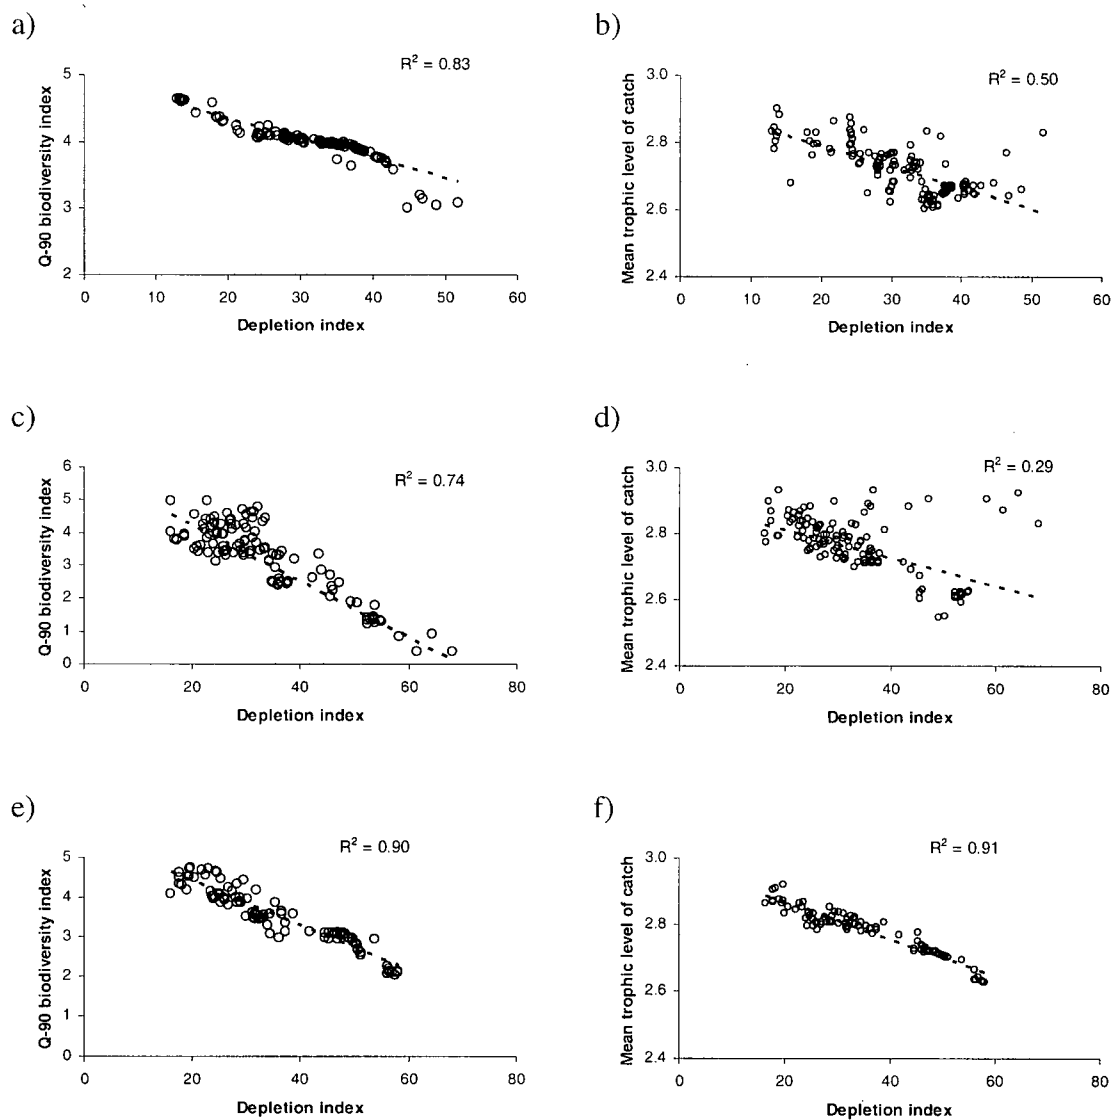 a)
R² = 0.83
Q-90 biodiversity index
5
4
3
2
0 10 20 30 40 50 60
Depletion index
b)
R² = 0.50
Mean trophic level of catch
3.0
2.8
2.6
2.4
0 10 20 30 40 50 60
Depletion index
c)
R² = 0.74
Q-90 biodiversity index
6
5
4
3
2
1
0
0 20 40 60 80
Depletion index
d)
R² = 0.29
Mean trophic level of catch
3.0
2.8
2.6
2.4
0 20 40 60 80
Depletion index
e)
R² = 0.90
Q-90 biodiversity index
5
4
3
2
1
0
0 20 40 60 80
Depletion index
f)
R² = 0.91
Mean trophic level of catch
3.0
2.8
2.6
2.4
0 20 40 60 80
Depletion index